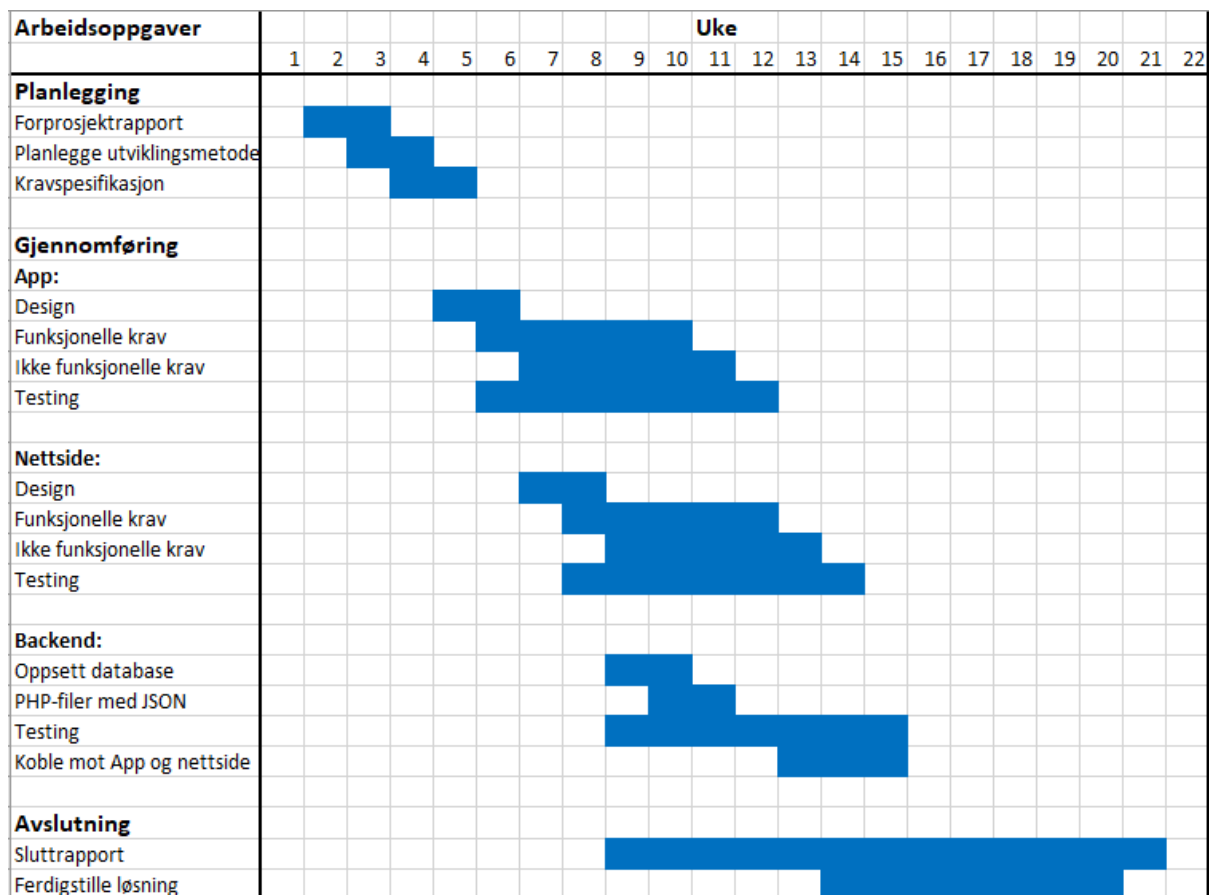 Arbeidsoppgaver Uke
1 2 3 4 5 6 7 8 9 10 11 12 13 14 15 16 17 18 19 20 21 22
Planlegging
Forprosjektrapport
Planlegge utviklingsmetode
Kravspesifikasjon
Gjennomføring
App:
Design
Funksjonelle krav
Ikke funksjonelle krav
Testing
Nettside:
Design
Funksjonelle krav
Ikke funksjonelle krav
Testing
Backend:
Oppsett database
PHP-filer med JSON
Testing
Koble mot App og nettside
Avslutning
Sluttrapport
Ferdigstille løsning